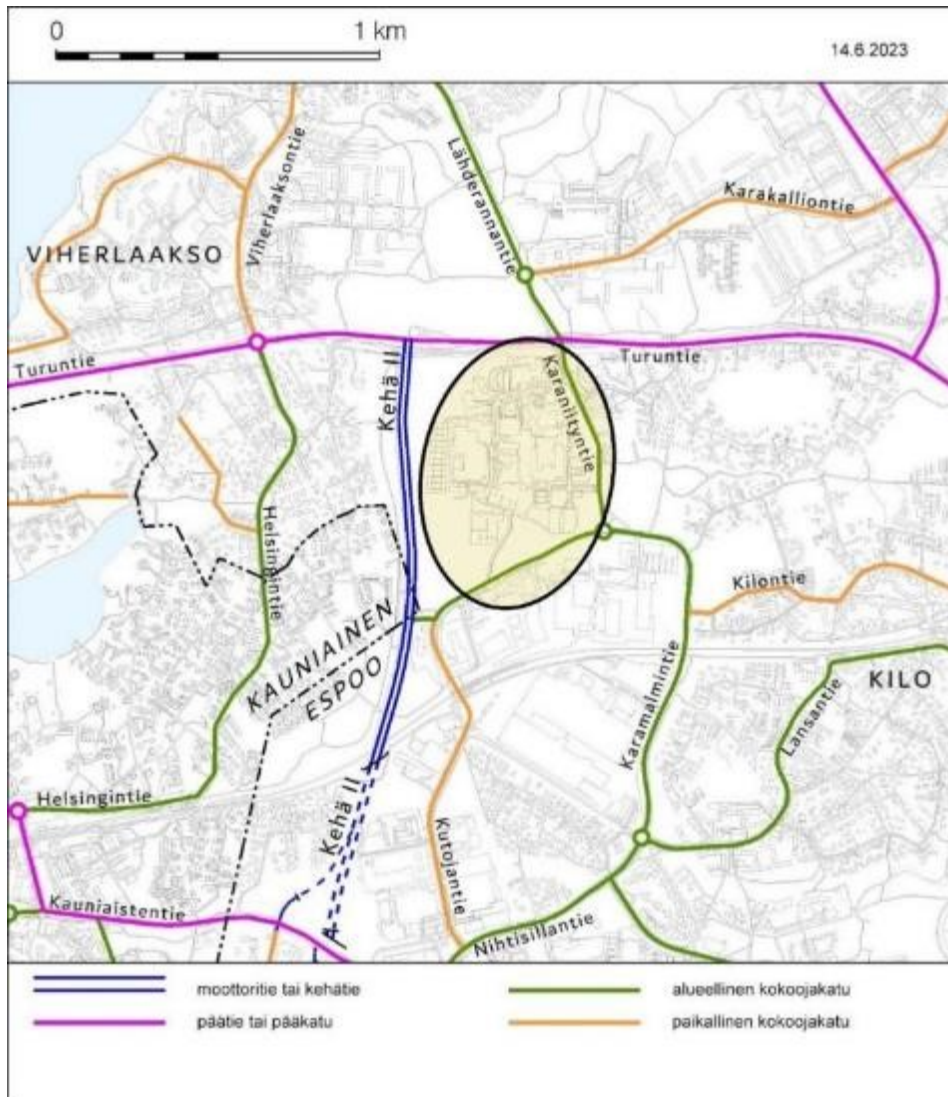 0 1 km
14.6.2023
Viherlaaksontie
Lähderannantie
Karakalliontie
VIHERLAAKSO
Turuntie
Kehä II
Karaniityntie
Turuntie
Helsingintie
Kilontie
KAUNIAINEN
ESPOO
Karamalmintie
Lansantie
KILO
Helsingintie
Kehä II
Kutojantie
Kauniaistentie
Nihtisillantie
moottoritie tai kehätie
alueellinen kokoojakatu
päätie tai pääkatu
paikallinen kokoojakatu